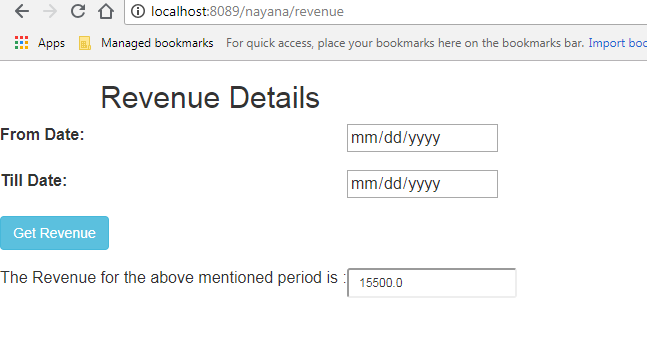 localhost:8089/nayana/revenue
Apps Managed bookmarks For quick access, place your bookmarks here on the bookmarks bar. Import boo
Revenue Details
From Date: mm/dd/yyyy
Till Date: mm/dd/yyyy
Get Revenue
The Revenue for the above mentioned period is : 15500.0